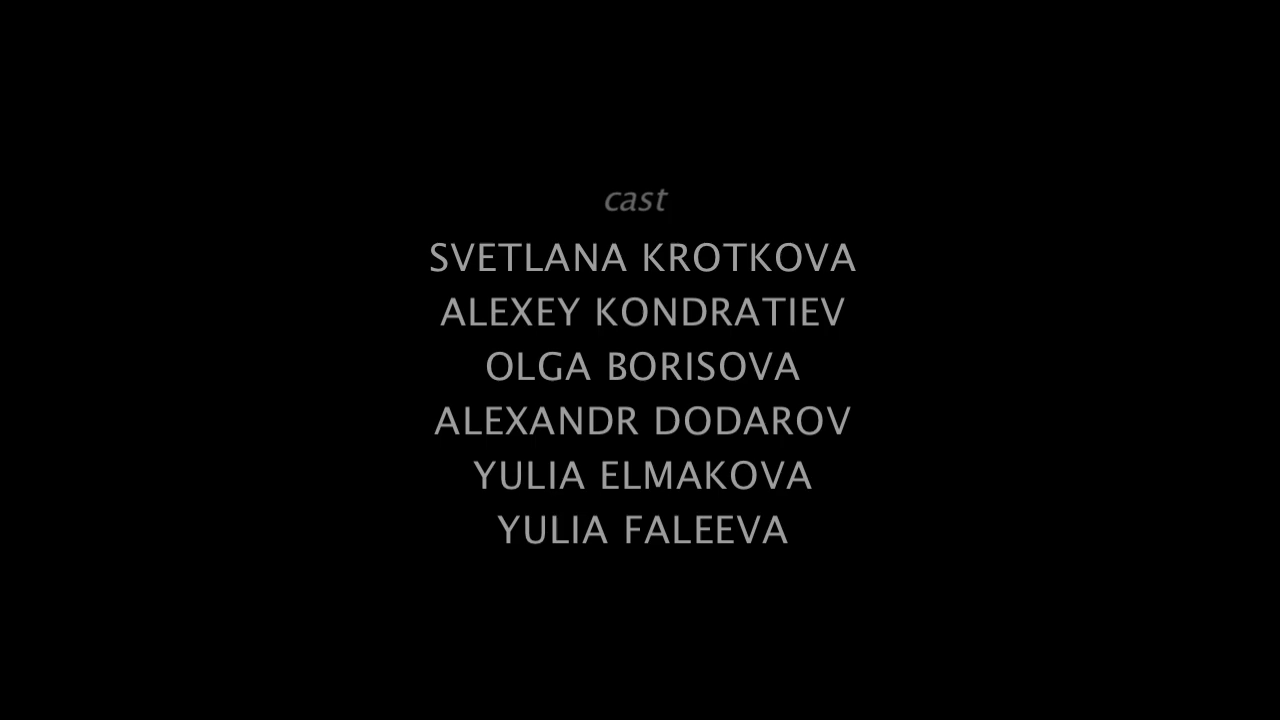 cast
SVETLANA KROTKOVA
ALEXEY KONDRATIEV
OLGA BORISOVA
ALEXANDR DODAROV
YULIA ELMAKOVA
YULIA FALEEVA